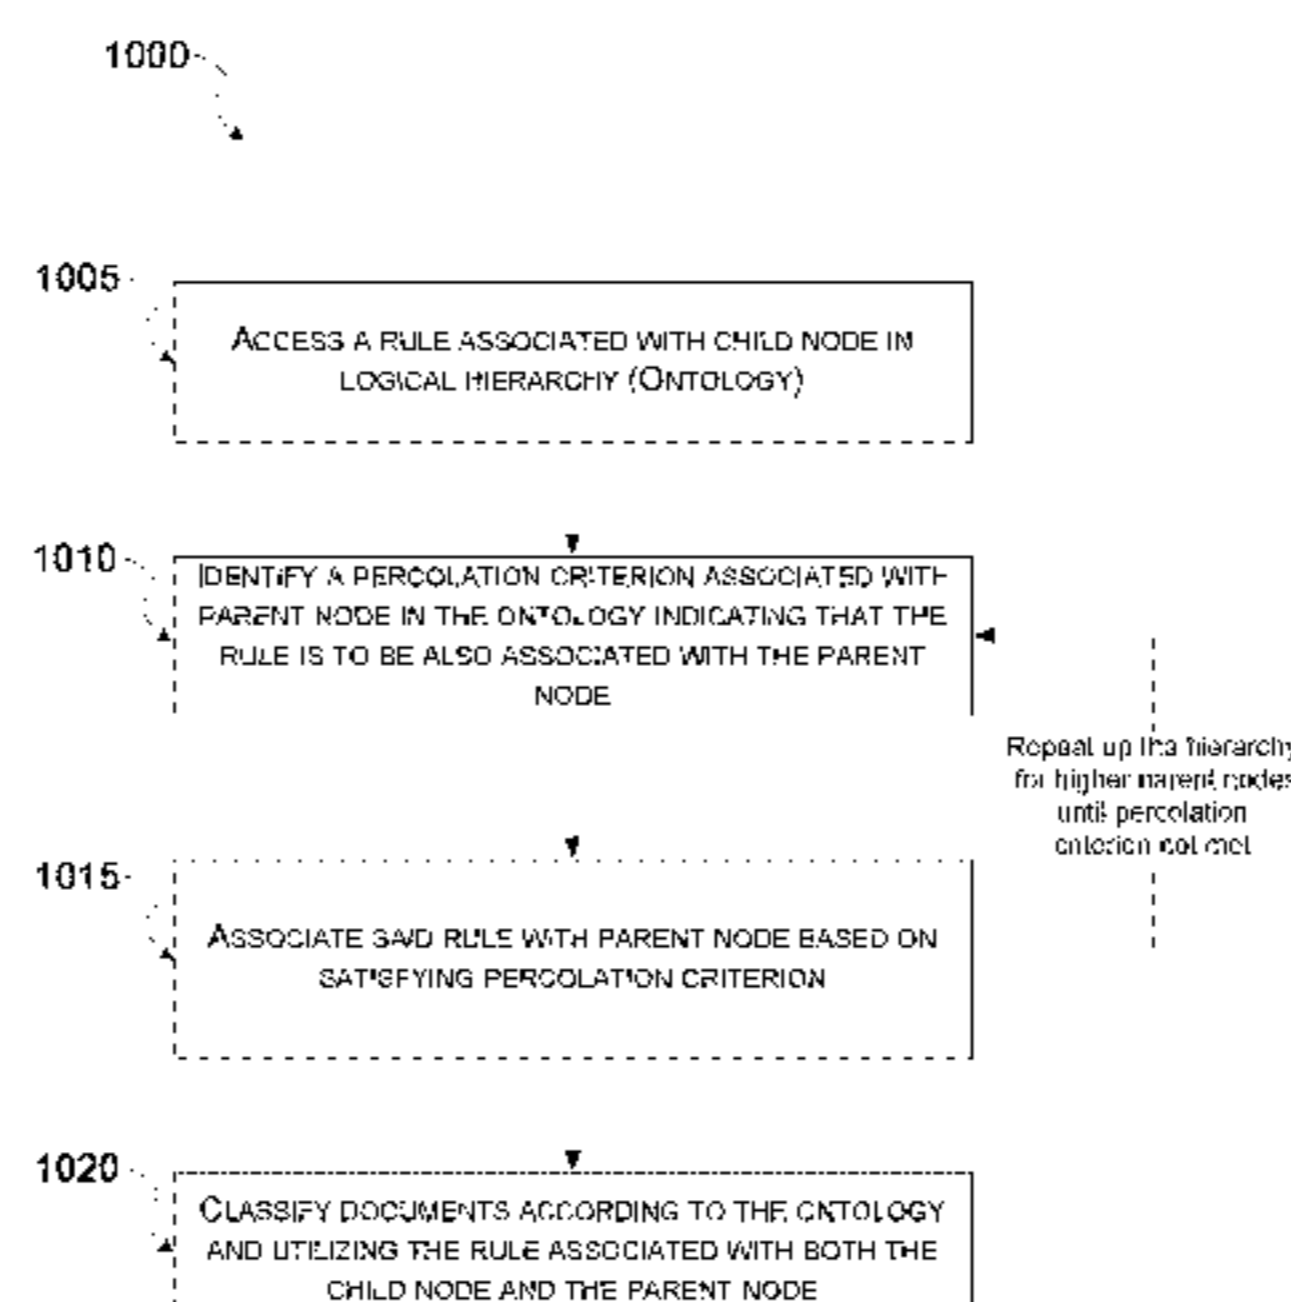 1000
1005
ACCESS A RULE ASSOCIATED WITH CHILD NODE IN
LOGICAL HIERARCHY (ONTOLOGY)
1010
IDENTIFY A PERCOLATION CRITERION ASSOCIATED WITH
PARENT NODE IN THE ONTOLOGY INDICATING THAT THE
RULE IS TO BE ALSO ASSOCIATED WITH THE PARENT
NODE
Repeat up the hierarchy
for higher parent nodes
until percolation
criterion not met
1015
ASSOCIATE SAID RULE WITH PARENT NODE BASED ON
SATISFYING PERCOLATION CRITERION
1020
CLASSIFY DOCUMENTS ACCORDING TO THE ONTOLOGY
AND UTILIZING THE RULE ASSOCIATED WITH BOTH THE
CHILD NODE AND THE PARENT NODE